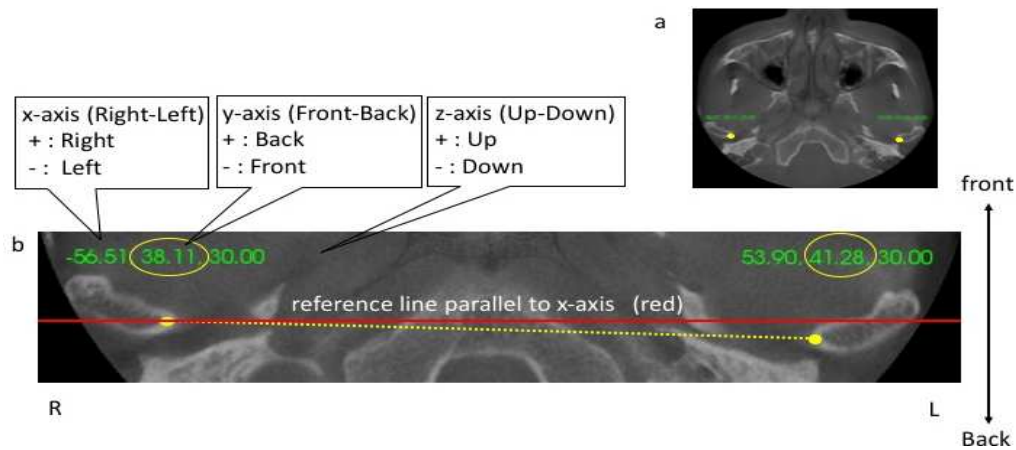 a
x-axis (Right-Left)
+ : Right
- : Left
y-axis (Front-Back)
+ : Back
- : Front
z-axis (Up-Down)
+ : Up
- : Down
front
b
-56.51, 38.11, 30.00
53.90, 41.28, 30.00
reference line parallel to x-axis (red)
R
L
Back